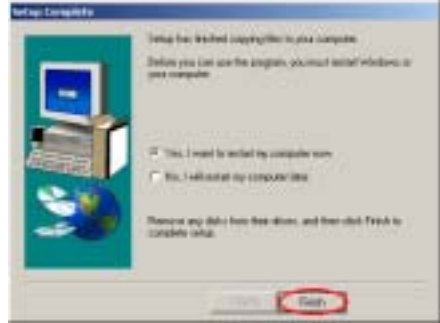 Setup Complete
Setup has finished copying files to your computer.
Before you can use the program, you must restart Windows or
your computer.
Yes, I want to restart my computer now.
No, I will restart my computer later.
Remove any disks from their drives, and then click Finish to
complete setup.
Finish